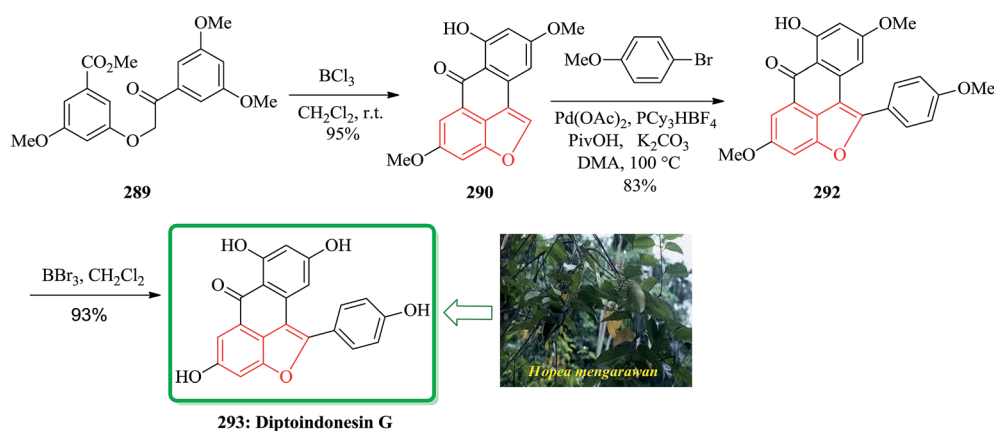 CO₂Me
OMe
O
OMe
MeO
O
289
BCl₃
CH₂Cl₂, r.t.
95%
HO
OMe
O
MeO
O
290
MeO
Br
Pd(OAc)₂, PCy₃HBF₄
PivOH, K₂CO₃
DMA, 100 °C
83%
HO
OMe
O
OMe
MeO
O
292
BBr₃, CH₂Cl₂
93%
HO
OH
O
OH
HO
O
293: Diptoindonesin G
Hopea mengarawan